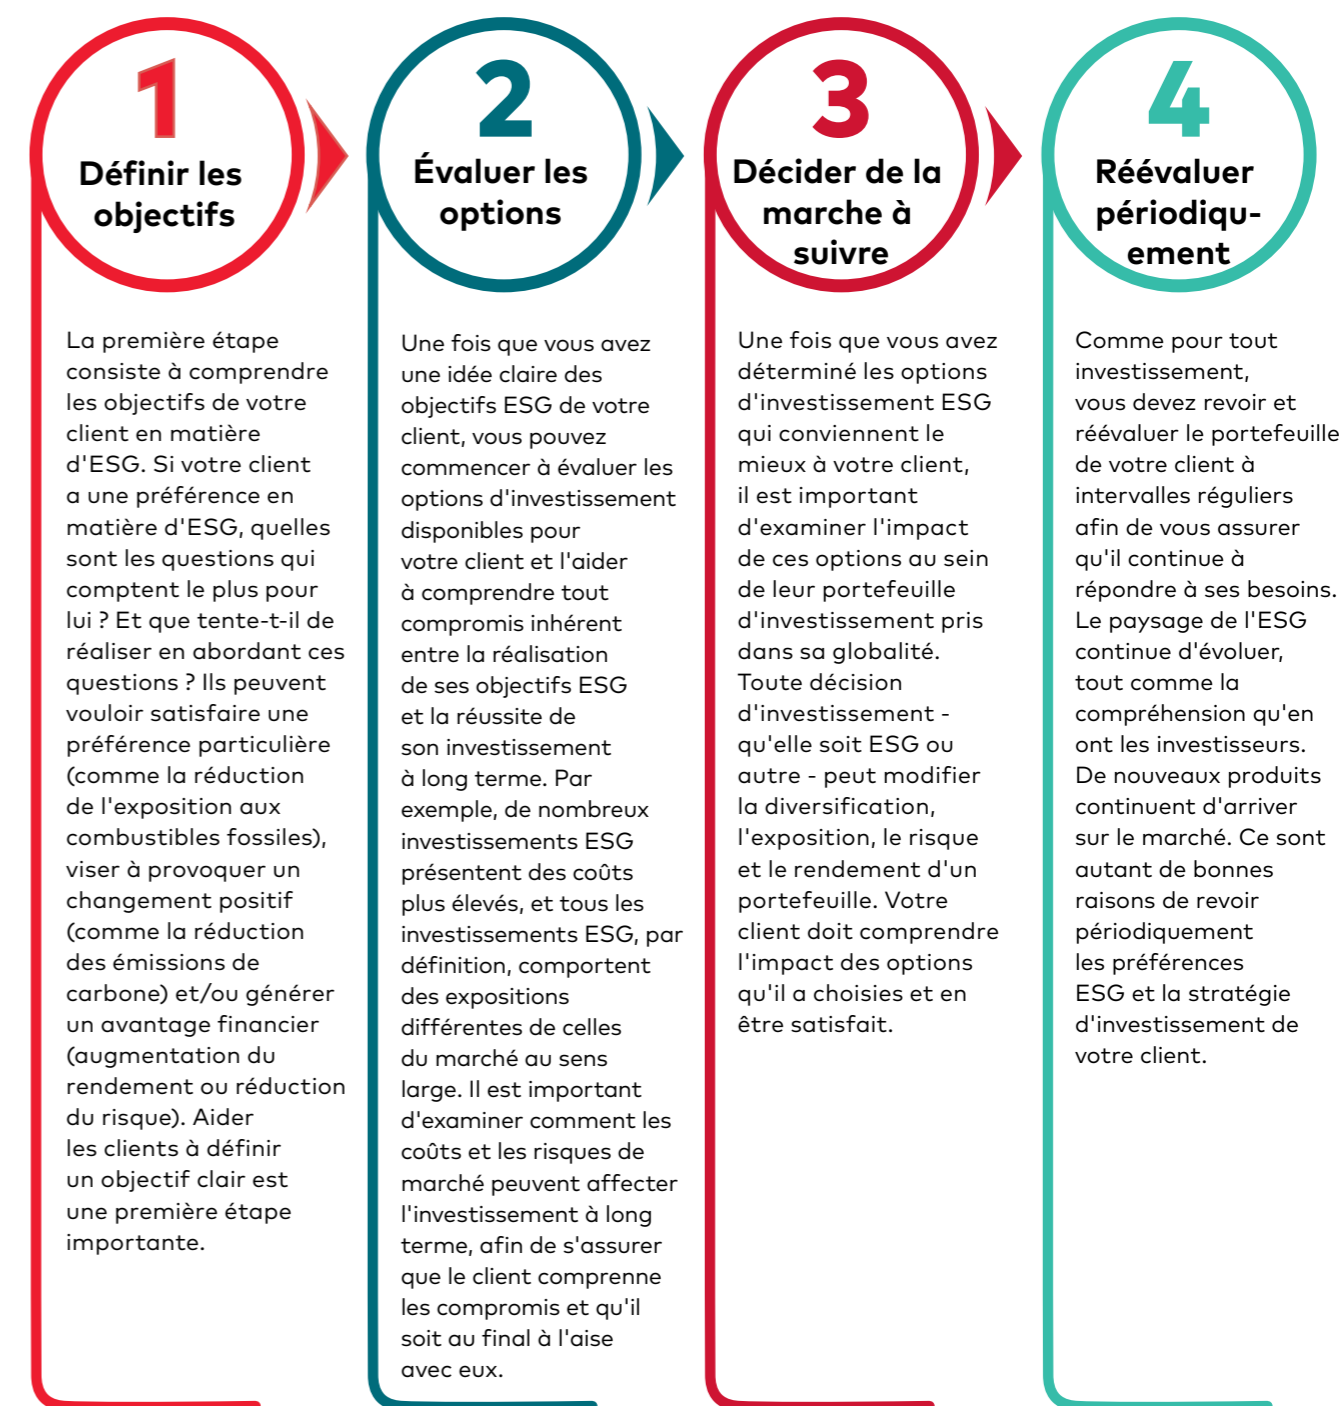 1
Définir les
objectifs
La première étape
consiste à comprendre
les objectifs de votre
client en matière
d'ESG. Si votre client
a une préférence en
matière d'ESG, quelles
sont les questions qui
comptent le plus pour
lui ? Et que tente-t-il de
réaliser en abordant ces
questions ? Ils peuvent
vouloir satisfaire une
préférence particulière
(comme la réduction
de l'exposition aux
combustibles fossiles),
viser à provoquer un
changement positif
(comme la réduction
des émissions de
carbone) et/ou générer
un avantage financier
(augmentation du
rendement ou réduction
du risque). Aider
les clients à définir
un objectif clair est
une première étape
importante.
2
Évaluer les
options
Une fois que vous avez
une idée claire des
objectifs ESG de votre
client, vous pouvez
commencer à évaluer les
options d'investissement
disponibles pour
votre client et l'aider
à comprendre tout
compromis inhérent
entre la réalisation
de ses objectifs ESG
et la réussite de
son investissement
à long terme. Par
exemple, de nombreux
investissements ESG
présentent des coûts
plus élevés, et tous les
investissements ESG, par
définition, comportent
des expositions
différentes de celles
du marché au sens
large. Il est important
d'examiner comment les
coûts et les risques de
marché peuvent affecter
l'investissement à long
terme, afin de s'assurer
que le client comprenne
les compromis et qu'il
soit au final à l'aise
avec eux.
3
Décider de la
marche à
suivre
Une fois que vous avez
déterminé les options
d'investissement ESG
qui conviennent le
mieux à votre client,
il est important
d'examiner l'impact
de ces options au sein
de leur portefeuille
d'investissement pris
dans sa globalité.
Toute décision
d'investissement -
qu'elle soit ESG ou
autre - peut modifier
la diversification,
l'exposition, le risque
et le rendement d'un
portefeuille. Votre
client doit comprendre
l'impact des options
qu'il a choisies et en
être satisfait.
4
Réévaluer
périodiqu-
ement
Comme pour tout
investissement,
vous devez revoir et
réévaluer le portefeuille
de votre client à
intervalles réguliers
afin de vous assurer
qu'il continue à
répondre à ses besoins.
Le paysage de l'ESG
continue d'évoluer,
tout comme la
compréhension qu'en
ont les investisseurs.
De nouveaux produits
continuent d'arriver
sur le marché. Ce sont
autant de bonnes
raisons de revoir
périodiquement
les préférences
ESG et la stratégie
d'investissement de
votre client.